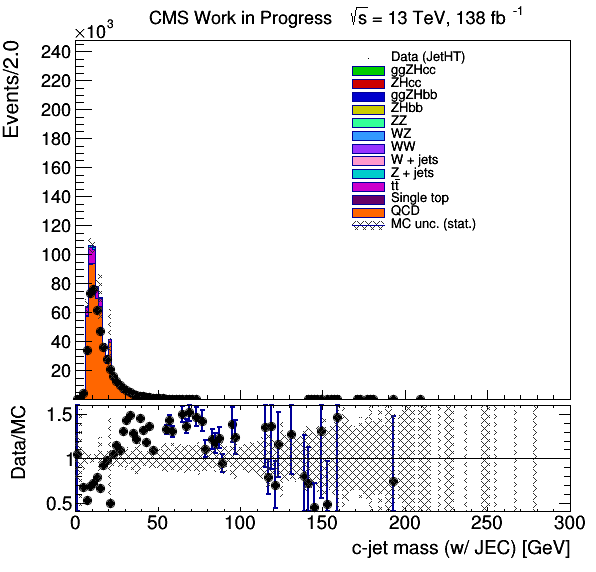 CMS Work in Progress √s = 13 TeV, 138 fb -1
×103
Events/2.0
240
220
200
180
160
140
120
100
80
60
40
20
Data (JetHT)
ggZHcc
ZHcc
ggZHbb
ZHbb
ZZ
WZ
WW
W + jets
Z + jets
tt̄
Single top
QCD
MC unc. (stat.)
Data/MC
1.5
1
0.5
0 50 100 150 200 250 300
c-jet mass (w/ JEC) [GeV]